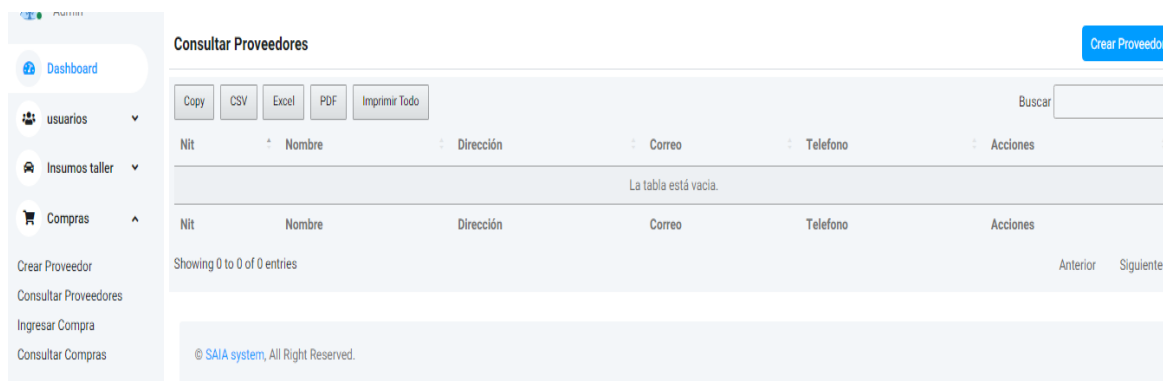 Admin
Dashboard
usuarios
Insumos taller
Compras
Crear Proveedor
Consultar Proveedores
Ingresar Compra
Consultar Compras
Consultar Proveedores
Crear Proveedor
Copy CSV Excel PDF Imprimir Todo
Buscar
Nit Nombre Dirección Correo Telefono Acciones
La tabla está vacia.
Nit Nombre Dirección Correo Telefono Acciones
Showing 0 to 0 of 0 entries
Anterior Siguiente
© SAIA system, All Right Reserved.